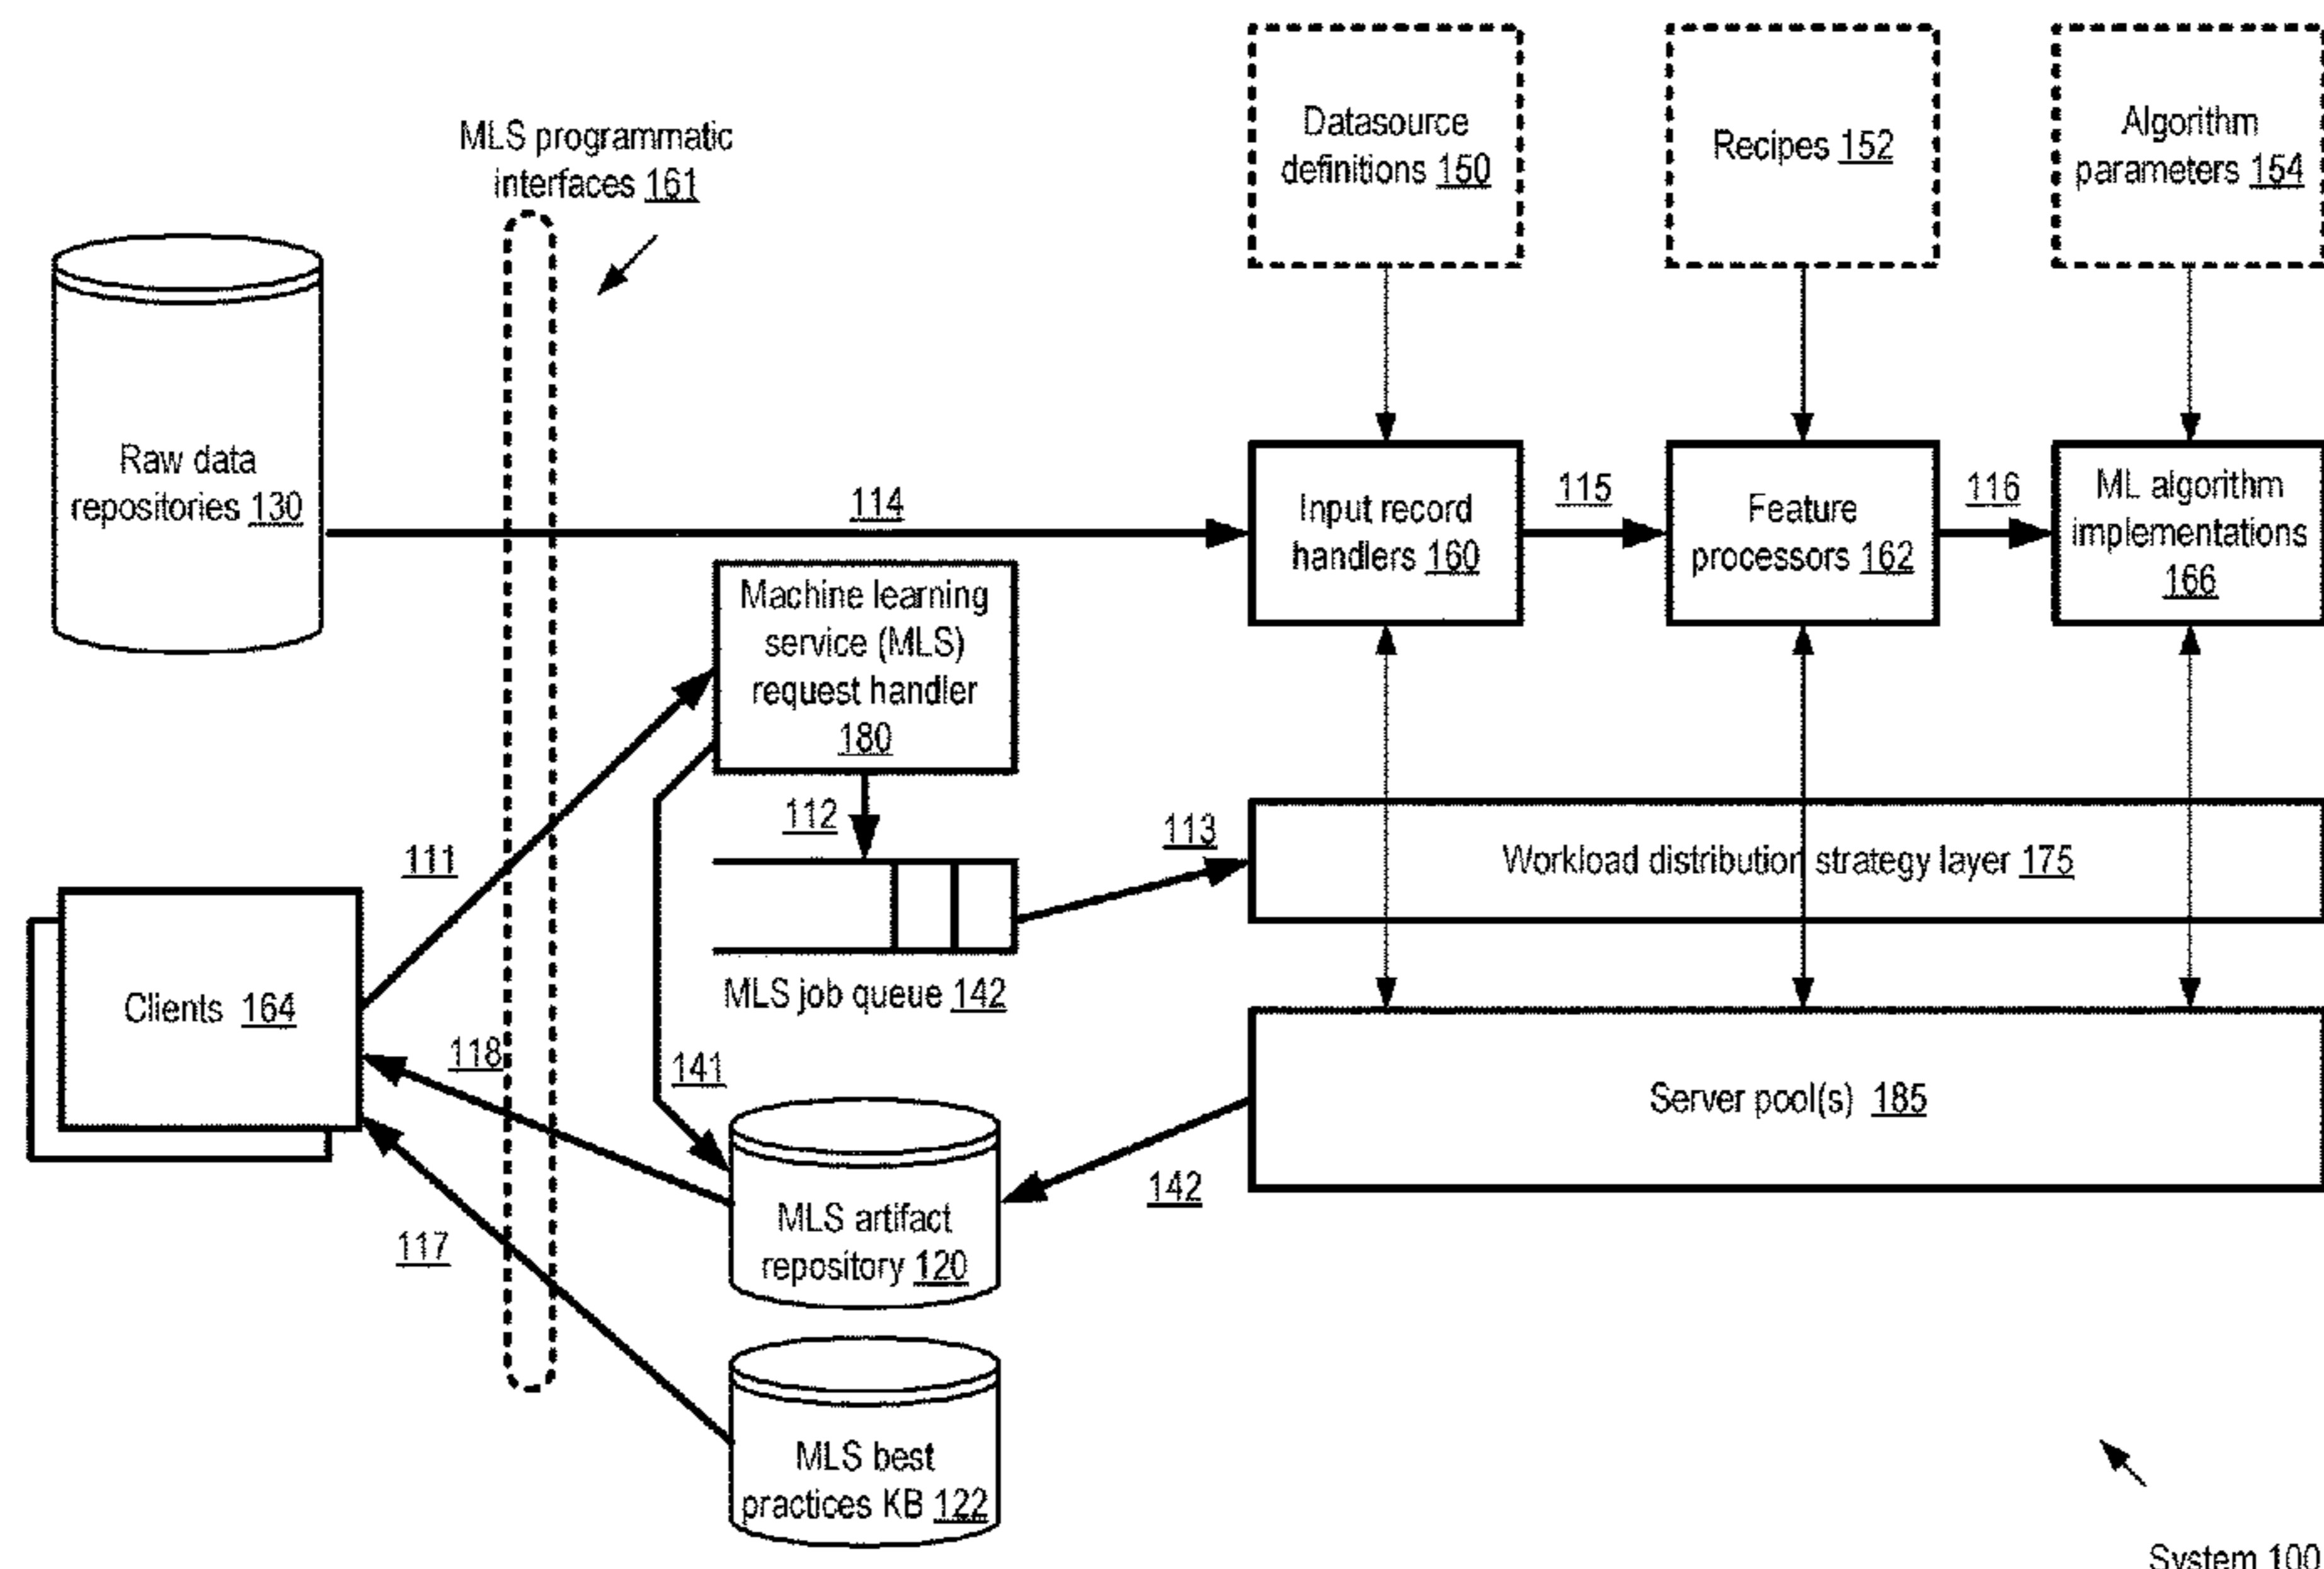 MLS programmatic
interfaces 161
Datasource
definitions 150
Recipes 152
Algorithm
parameters 154
Raw data
repositories 130
114
Input record
handlers 160
115
Feature
processors 162
116
ML algorithm
implementations
166
Machine learning
service (MLS)
request handler
180
111
112
113
Workload distribution strategy layer 175
MLS job queue 142
Clients 164
118
141
Server pool(s) 185
142
MLS artifact
repository 120
117
MLS best
practices KB 122
System 100